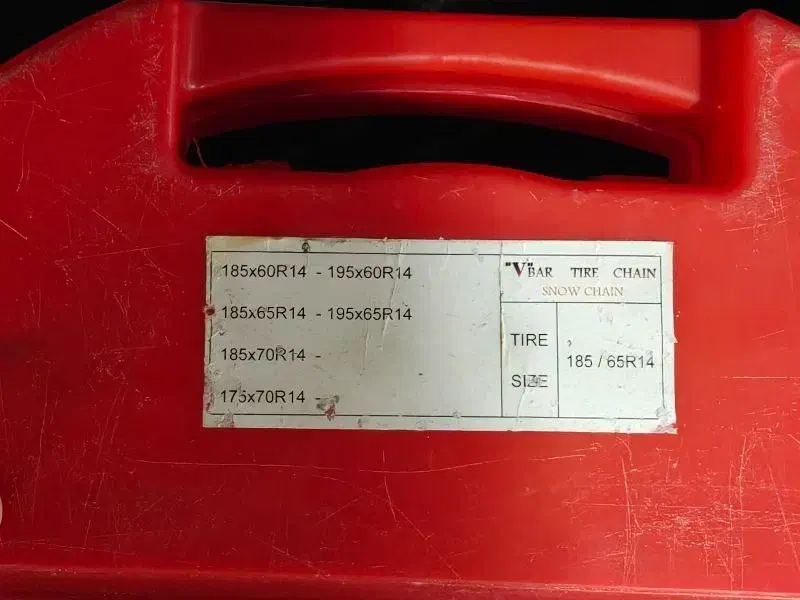 185x60R14 - 195x60R14
185x65R14 - 195x65R14
185x70R14 -
175x70R14 -
"V"BAR TIRE CHAIN
SNOW CHAIN
TIRE SIZE
185 / 65R14